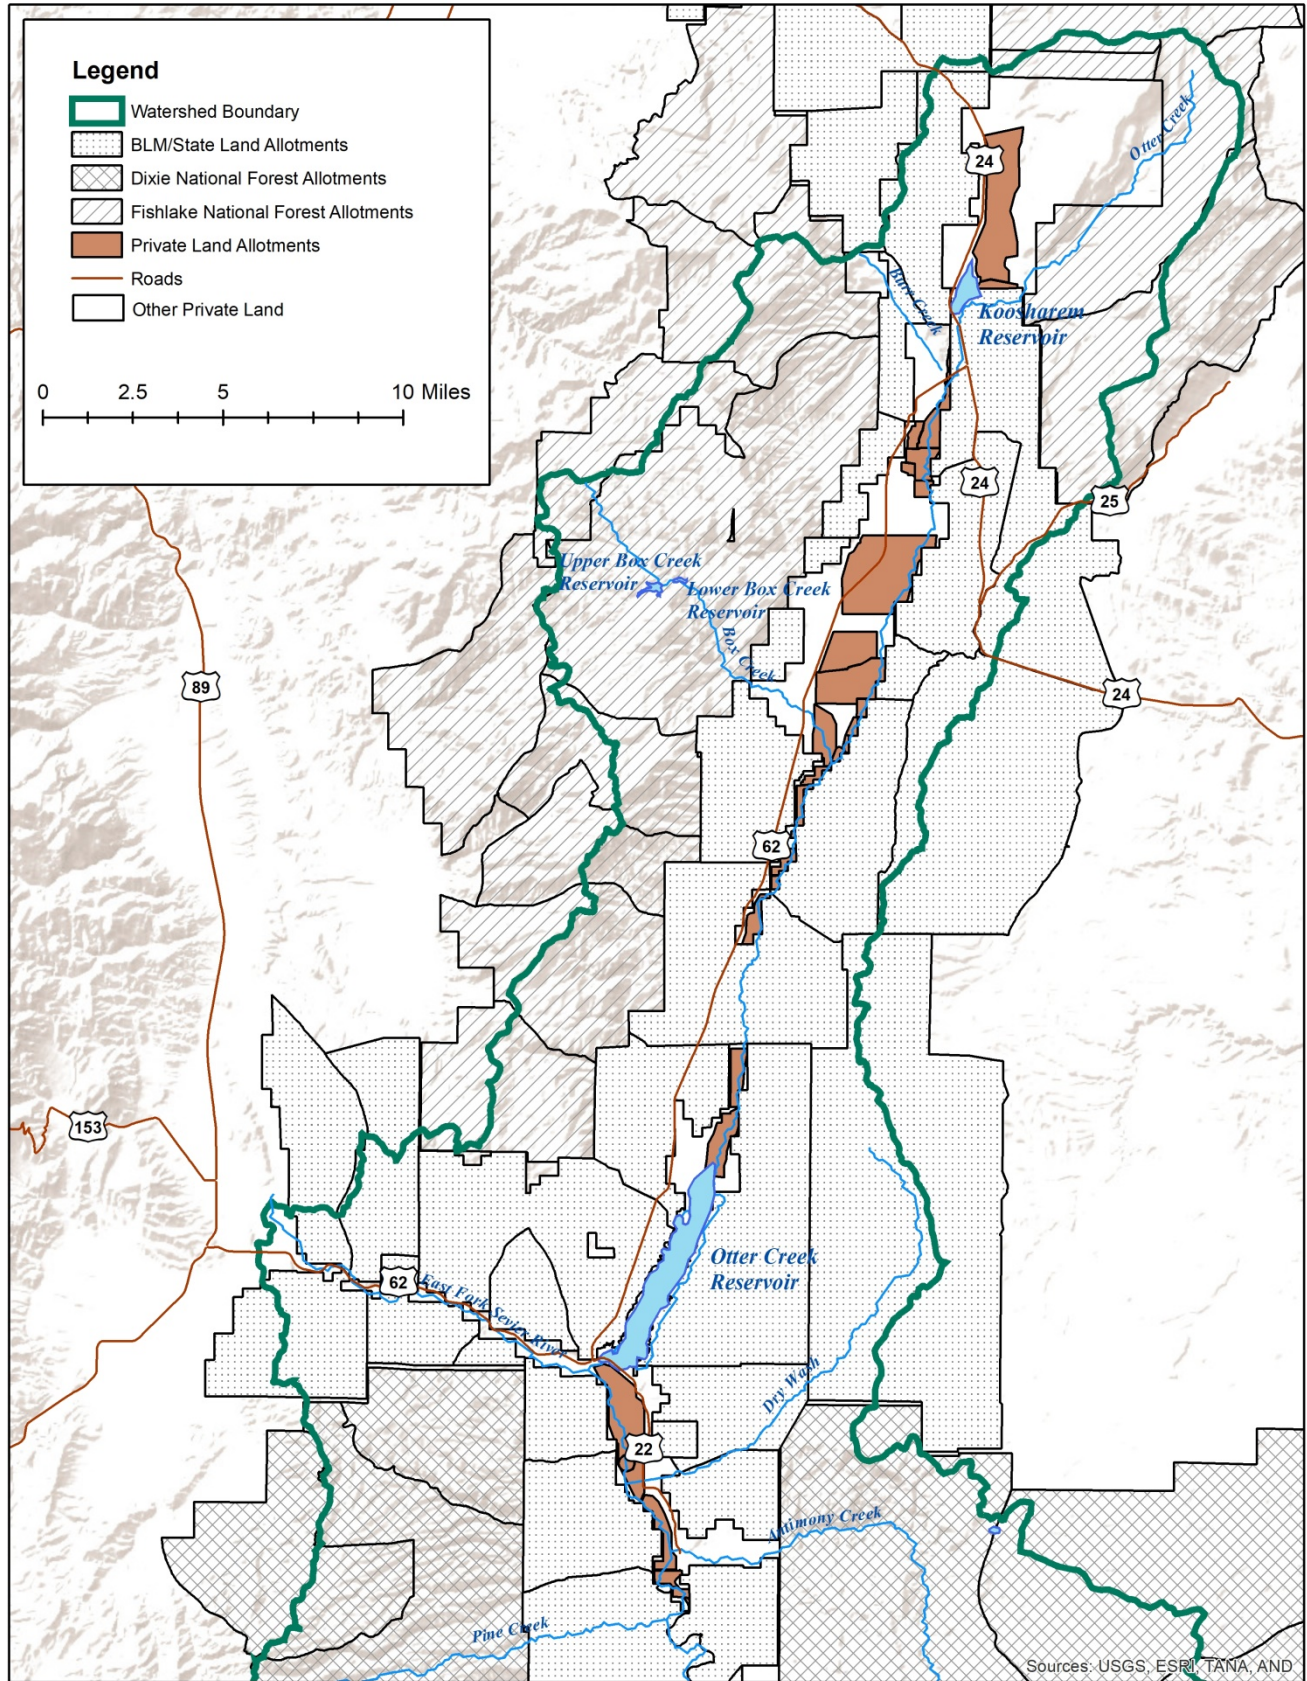 Legend
Watershed Boundary
BLM/State Land Allotments
Dixie National Forest Allotments
Fishlake National Forest Allotments
Private Land Allotments
Roads
Other Private Land
0 2.5 5 10 Miles
24
Otter Creek
Burr Creek
Koosharem
Reservoir
24
25
Upper Box Creek
Reservoir
Lower Box Creek
Reservoir
Box Creek
89
24
62
153
Otter Creek
Reservoir
62
East Fork Sevier River
Dry Wash
22
Antimony Creek
Pine Creek
Sources: USGS, ESRI, TANA, AND